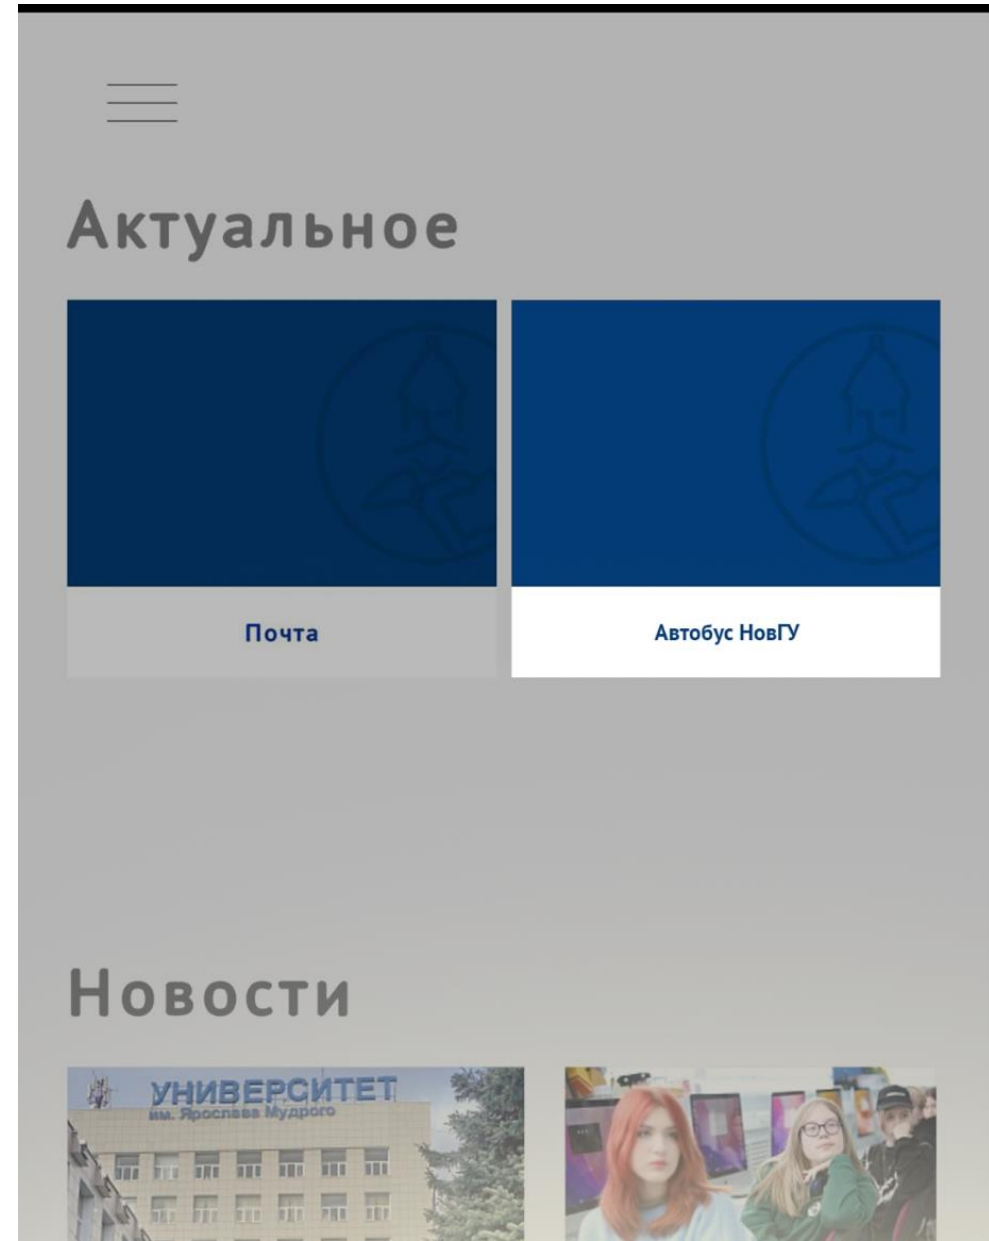 Актуальное
Почта
Автобус НовГУ
Новости
УНИВЕРСИТЕТ
им. Ярослава Мудрого